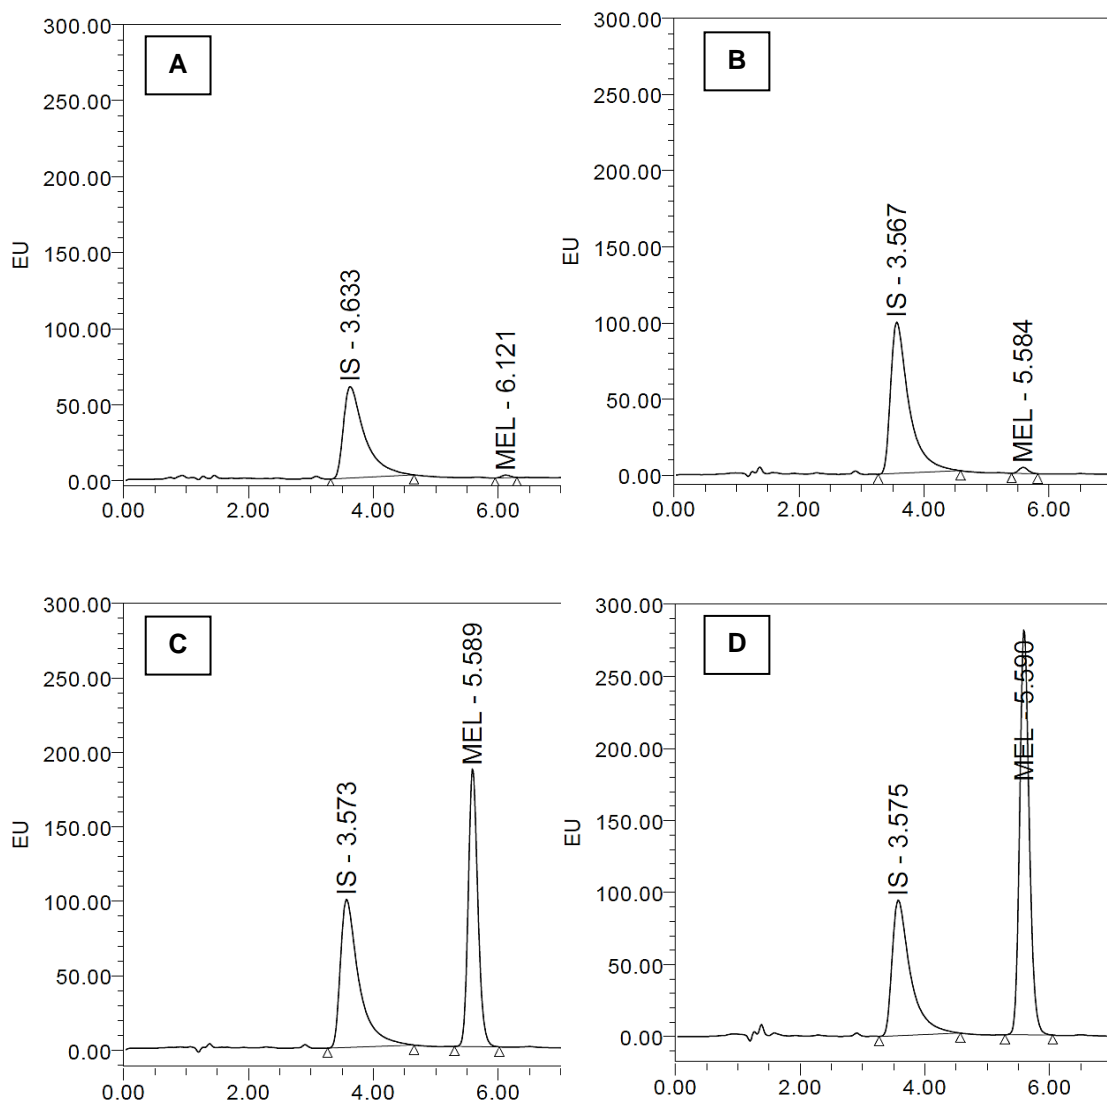 A
300.00
250.00
200.00
150.00
100.00
50.00
0.00
EU
IS - 3.633
MEL - 6.121
0.00 2.00 4.00 6.00
B
300.00
250.00
200.00
150.00
100.00
50.00
0.00
EU
IS - 3.567
MEL - 5.584
0.00 2.00 4.00 6.00
C
300.00
250.00
200.00
150.00
100.00
50.00
0.00
EU
IS - 3.573
MEL - 5.589
0.00 2.00 4.00 6.00
D
300.00
250.00
200.00
150.00
100.00
50.00
0.00
EU
IS - 3.575
MEL - 5.590
0.00 2.00 4.00 6.00